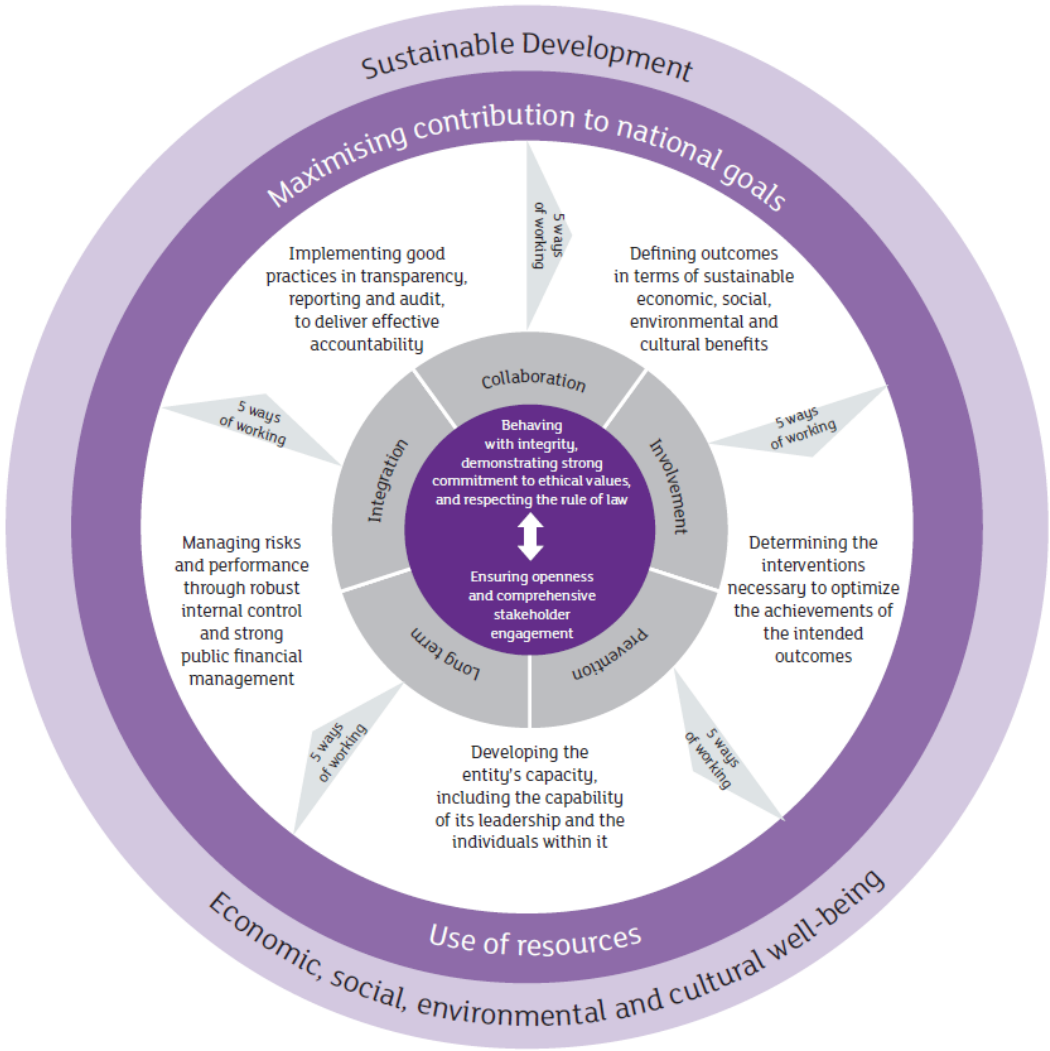 Sustainable Development
Maximising contribution to national goals
5 ways
of working
Implementing good
practices in transparency,
reporting and audit,
to deliver effective
accountability
Defining outcomes
in terms of sustainable
economic, social,
environmental and
cultural benefits
Collaboration
5 ways
of working
5 ways
of working
Integration
Involvement
Behaving
with integrity,
demonstrating strong
commitment to ethical values,
and respecting the rule of law
Ensuring openness
and comprehensive
stakeholder
engagement
Managing risks
and performance
through robust
internal control
and strong
public financial
management
Determining the
interventions
necessary to optimize
the achievements of
the intended
outcomes
Long term
Prevention
5 ways
of working
5 ways
of working
Developing the
entity's capacity,
including the capability
of its leadership and the
individuals within it
Use of resources
Economic, social, environmental and cultural well-being